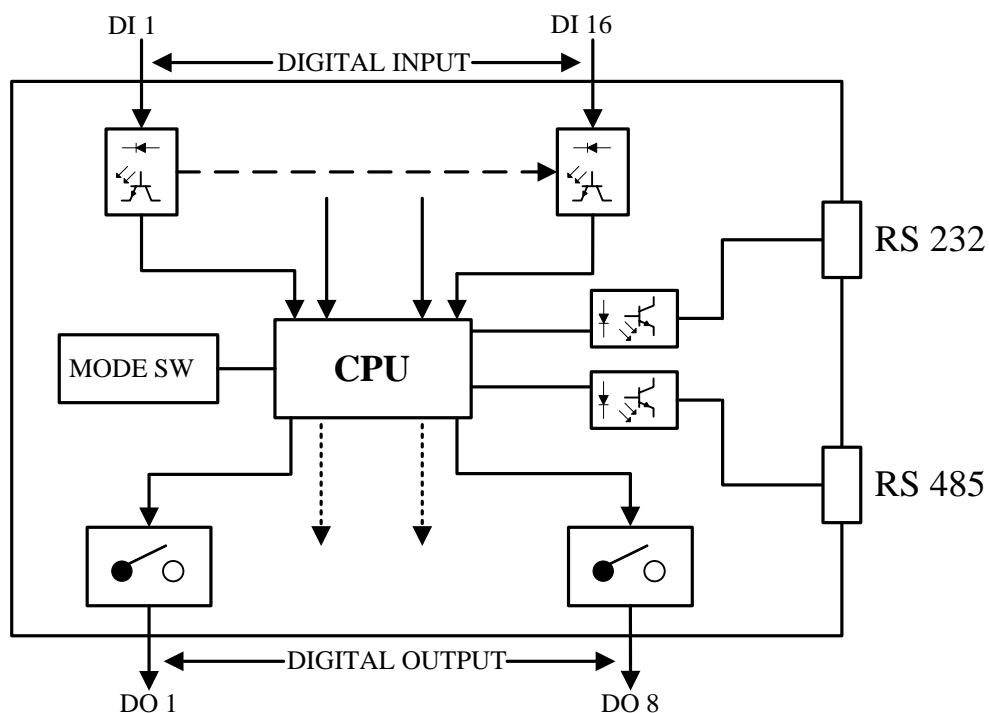 DI 1
DI 16
DIGITAL INPUT
RS 232
MODE SW
CPU
RS 485
DIGITAL OUTPUT
DO 1
DO 8